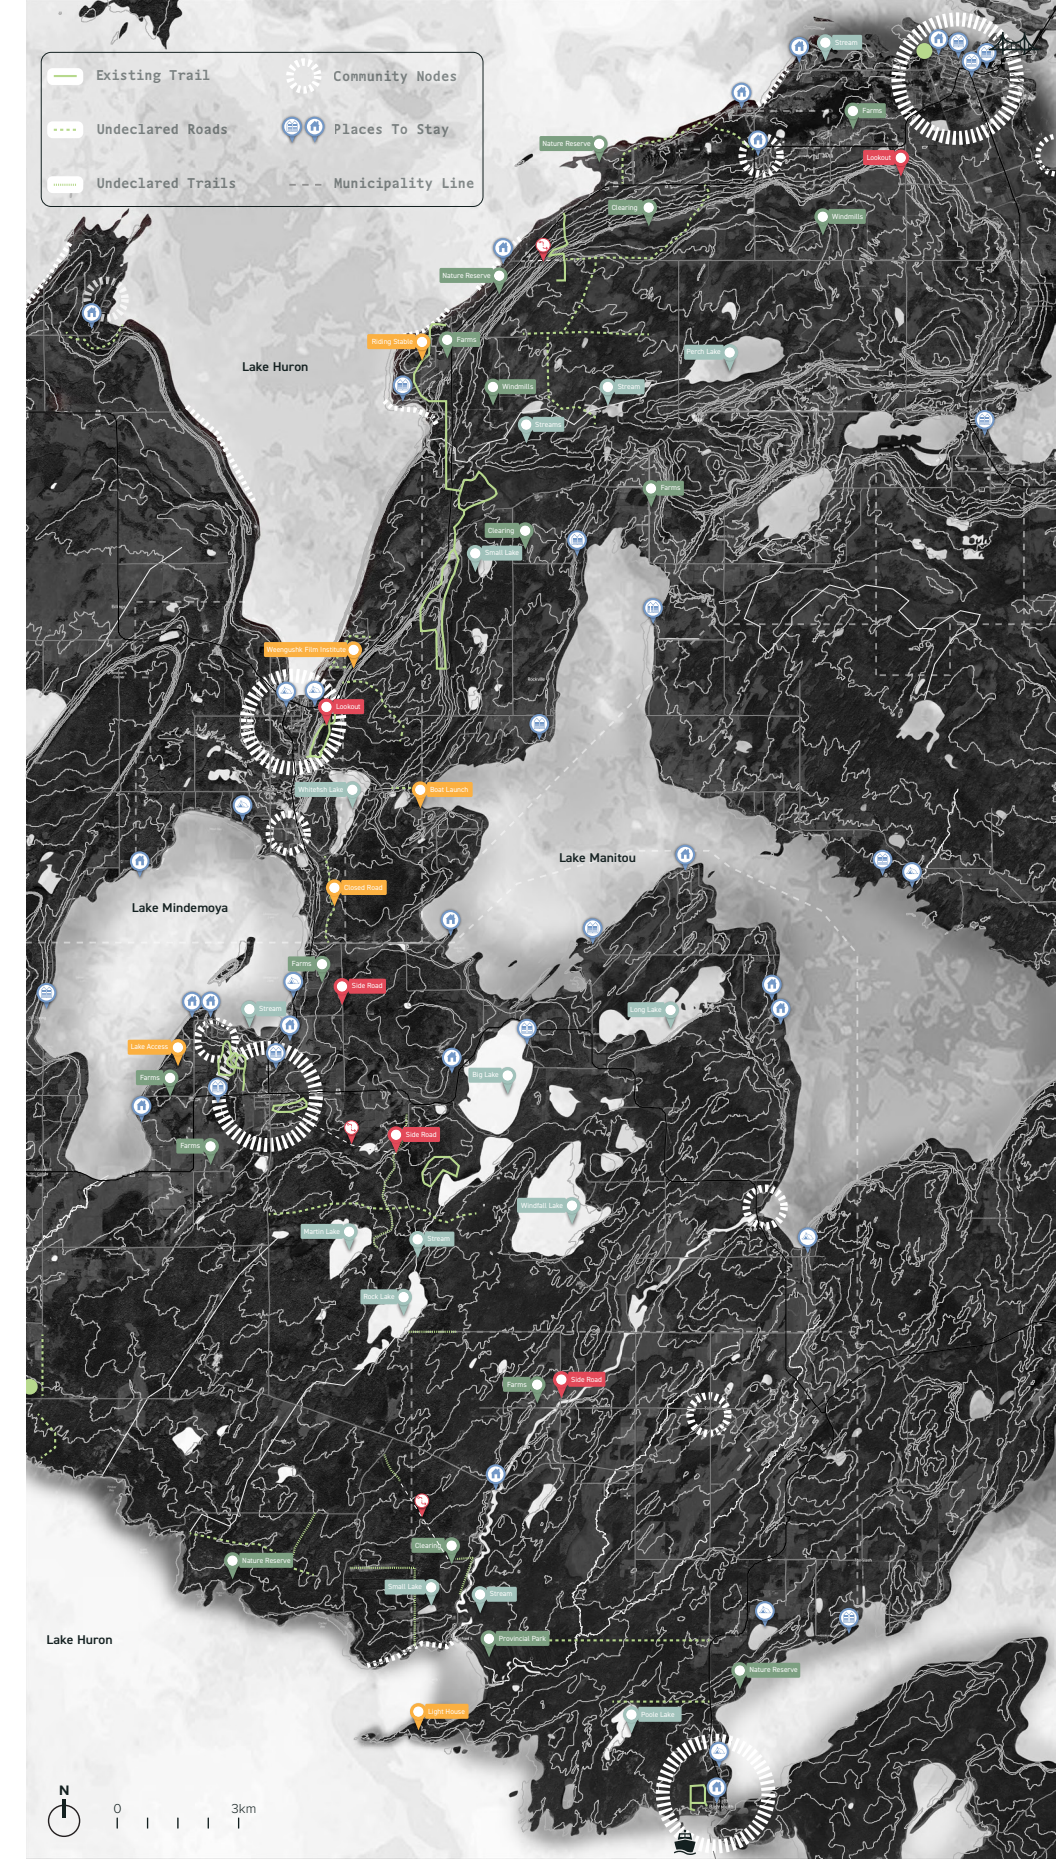 Existing Trail
Community Nodes
Undeclared Roads
Places To Stay
Undeclared Trails
Municipality Line
Stream
Farms
Nature Reserve
Lookout
Clearing
Windmills
Nature Reserve
Riding Stable
Farms
Perch Lake
Lake Huron
Windmills
Stream
Streams
Farms
Clearing
Small Lake
Weengushk Film Institute
Rockville
Lookout
Whitefish Lake
Boat Launch
Lake Manitou
Closed Road
Lake Mindemoya
Farms
Side Road
Stream
Long Lake
Lake Access
Big Lake
Farms
Side Road
Farms
Windfall Lake
Martin Lake
Stream
Rock Lake
Side Road
Farms
Clearing
Nature Reserve
Small Lake
Stream
Lake Huron
Provincial Park
Nature Reserve
Light House
Poole Lake
N
0
3km